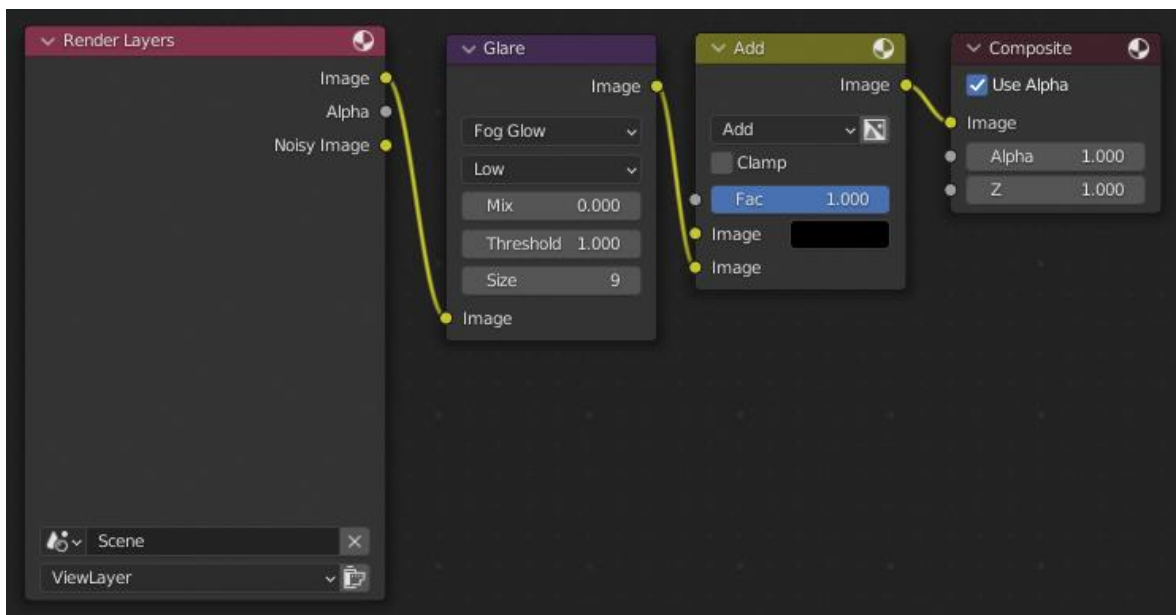 Render Layers
Image
Alpha
Noisy Image
Scene
ViewLayer
Glare
Image
Fog Glow
Low
Mix 0.000
Threshold 1.000
Size 9
Image
Add
Image
Add
Clamp
Fac 1.000
Image
Image
Composite
Use Alpha
Image
Alpha 1.000
Z 1.000